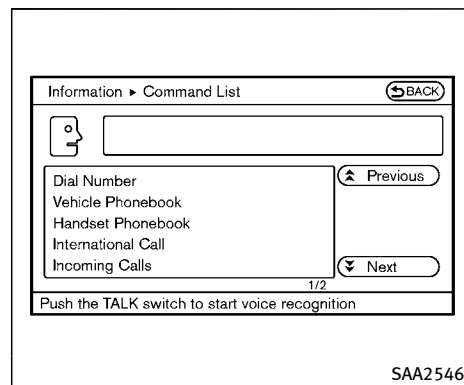 Information ▸ Command List
BACK
Dial Number
Vehicle Phonebook
Handset Phonebook
International Call
Incoming Calls
Previous
Next
1/2
Push the TALK switch to start voice recognition
SAA2546